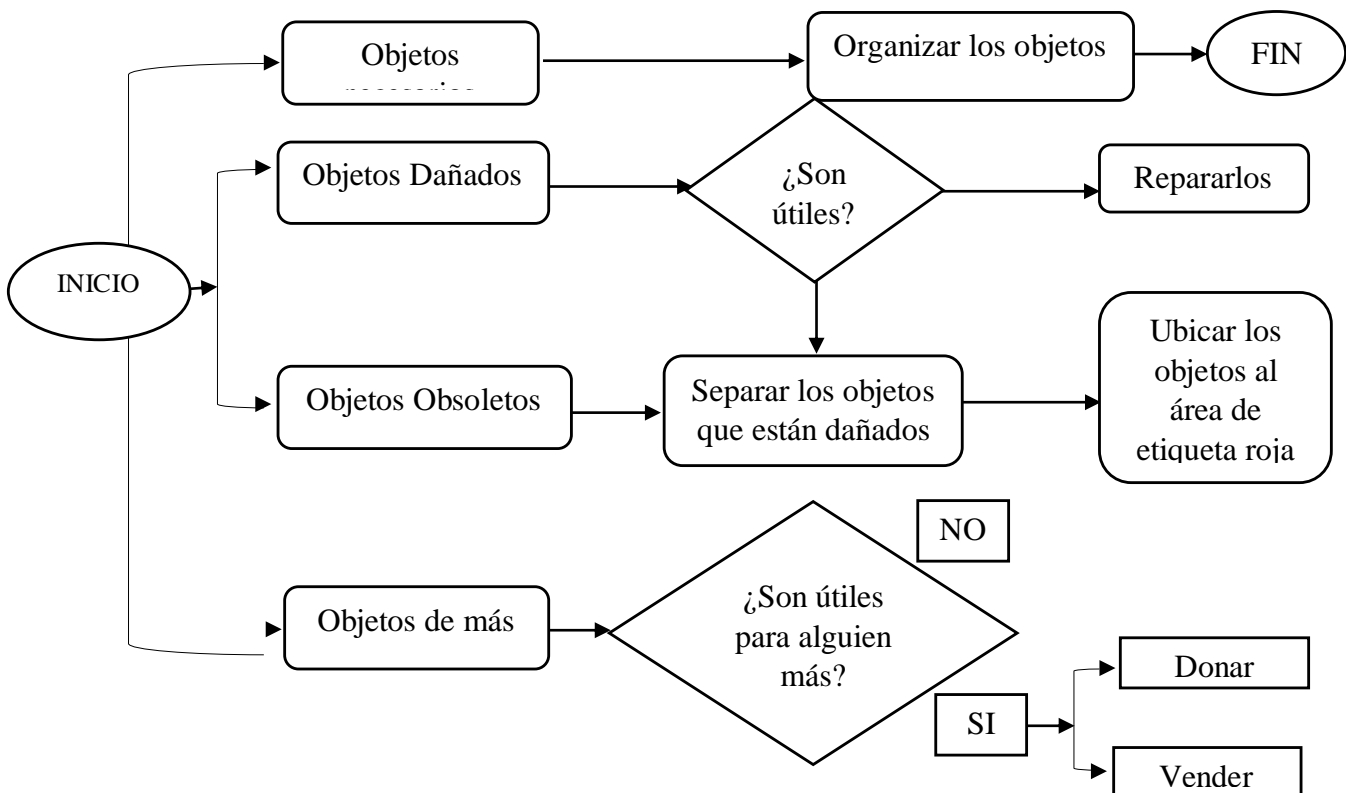 Objetos
Organizar los objetos
FIN
Objetos Dañados
¿Son
útiles?
Repararlos
INICIO
Objetos Obsoletos
Separar los objetos
que están dañados
Ubicar los
objetos al
área de
etiqueta roja
NO
Objetos de más
¿Son útiles
para alguien
más?
SI
Donar
Vender